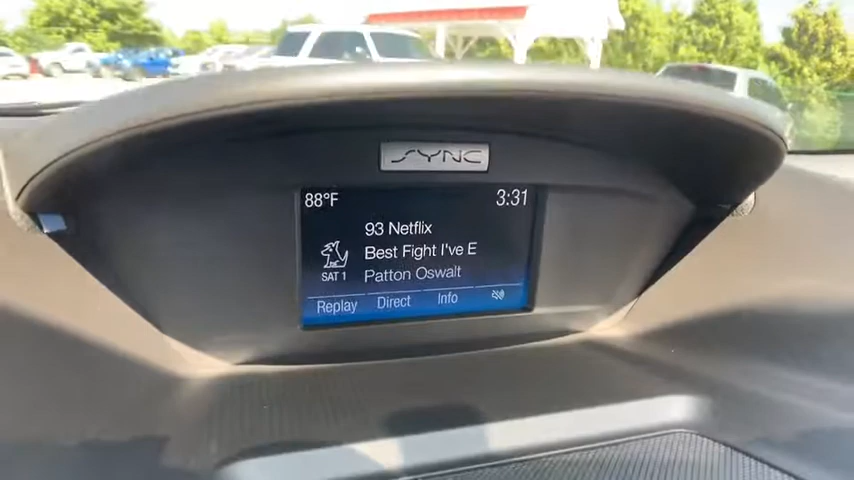 SYNC
88°F 3:31
93 Netflix
Best Fight I've E
SAT 1
Patton Oswalt
Replay Direct Info